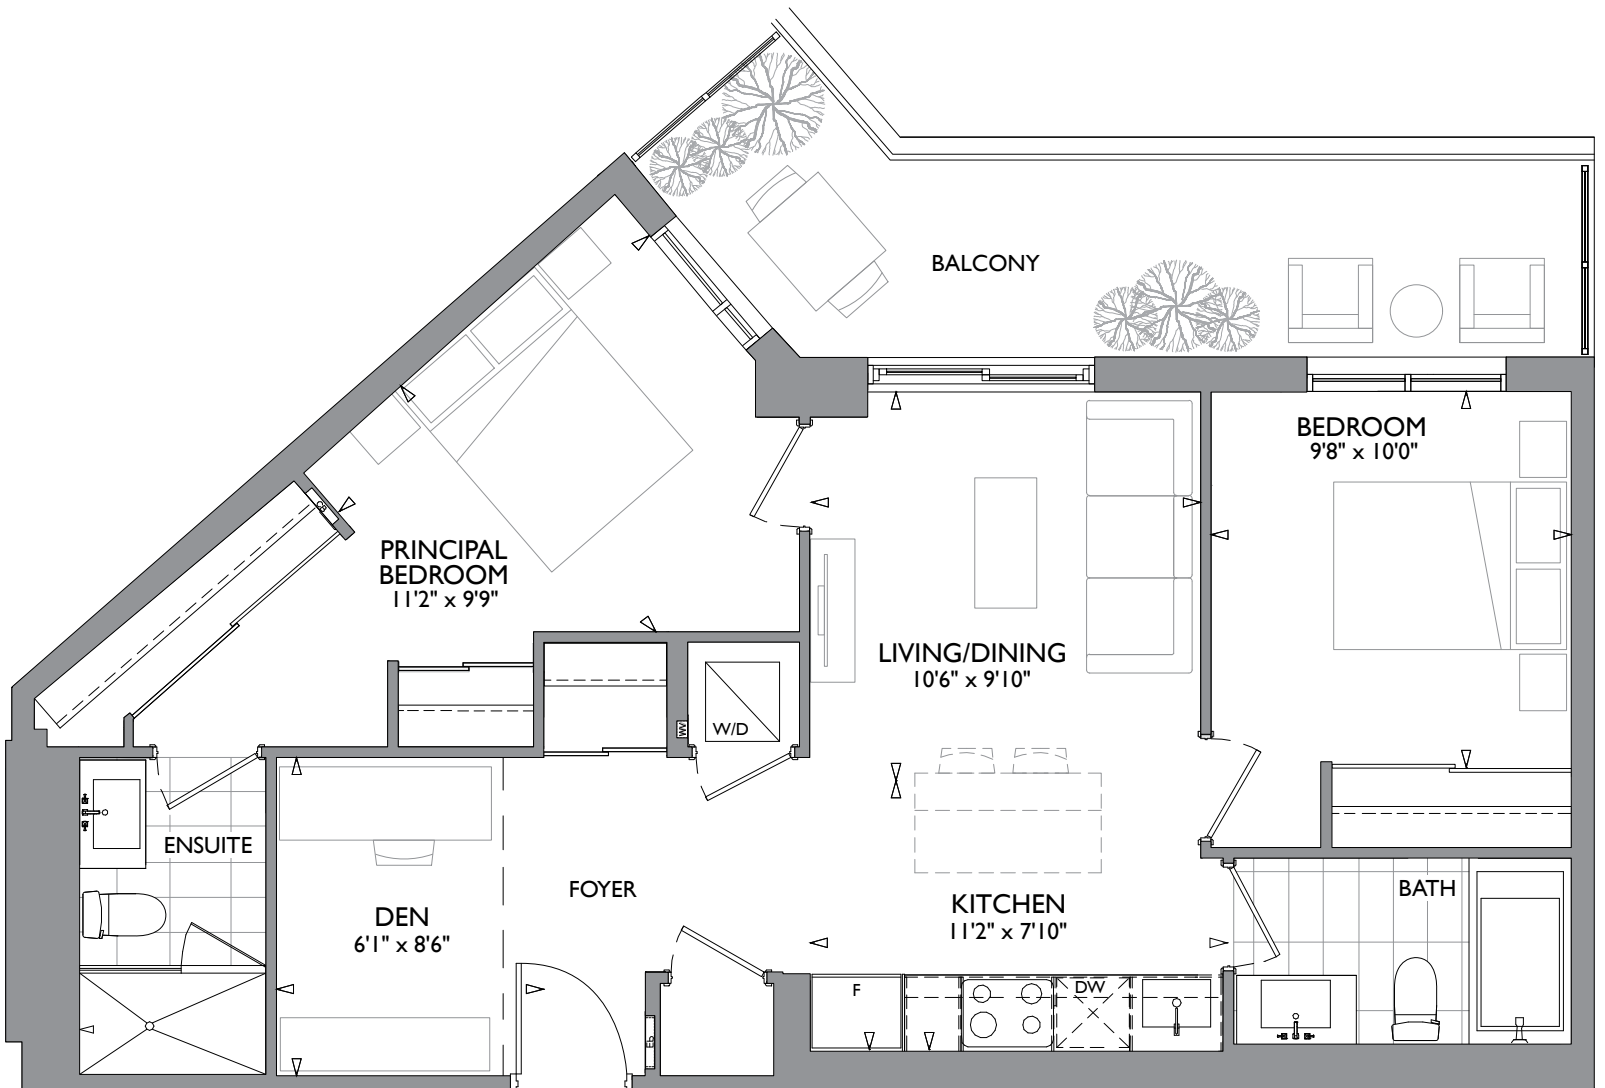 BALCONY
BEDROOM
9'8" x 10'0"
PRINCIPAL
BEDROOM
11'2" x 9'9"
LIVING/DINING
10'6" x 9'10"
W/D
ENSUITE
DEN
6'1" x 8'6"
FOYER
KITCHEN
11'2" x 7'10"
BATH
F
DW
Eb